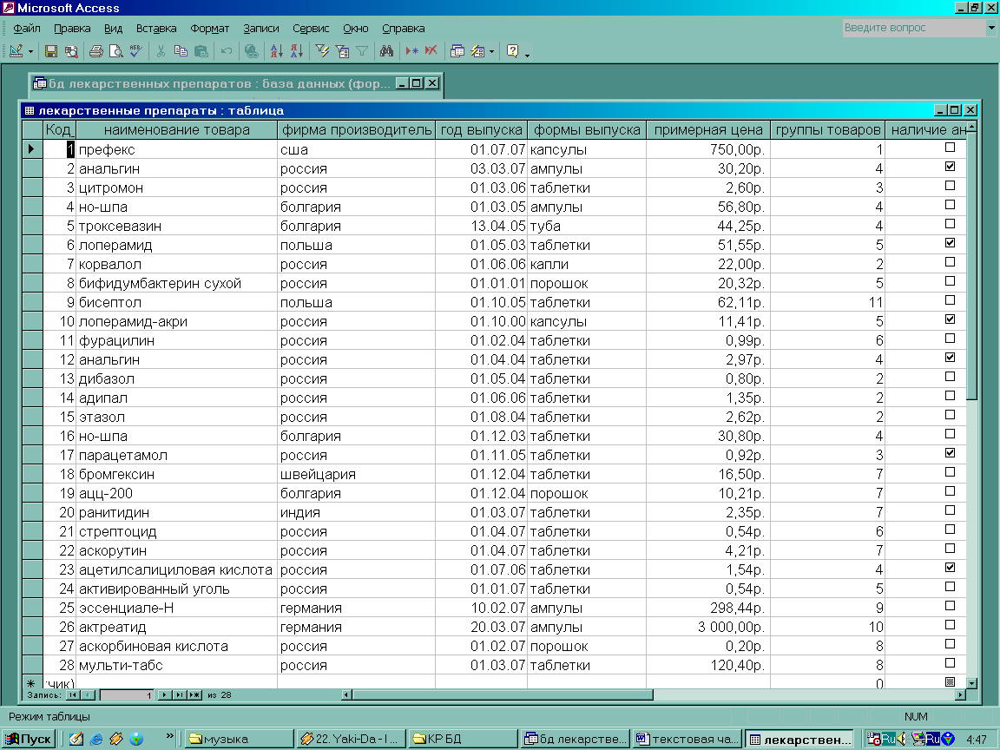 Microsoft Access
Файл Правка Вид Вставка Формат Записи Сервис Окно Справка Введите вопрос
бд лекарственных препаратов : база данных (фор...
лекарственные препараты : таблица
Код_ наименование товара фирма производитель год выпуска формы выпуска примерная цена группы товаров наличие ан
1 префекс сша 01.07.07 капсулы 750,00р. 1
2 анальгин россия 03.03.07 ампулы 30,20р. 4
3 цитромон россия 01.03.06 таблетки 2,60р. 3
4 но-шпа болгария 01.03.05 ампулы 56,80р. 4
5 троксевазин болгария 13.04.05 туба 44,25р. 4
6 лоперамид польша 01.05.03 таблетки 51,55р. 5
7 корвалол россия 01.06.06 капли 22,00р. 2
8 бифидумбактерин сухой россия 01.01.01 порошок 20,32р. 5
9 бисептол польша 01.10.05 таблетки 62,11р. 11
10 лоперамид-акри россия 01.10.00 капсулы 11,41р. 5
11 фурацилин россия 01.02.04 таблетки 0,99р. 6
12 анальгин россия 01.04.04 таблетки 2,97р. 4
13 дибазол россия 01.05.04 таблетки 0,80р. 2
14 адипал россия 01.06.06 таблетки 1,35р. 2
15 этазол россия 01.08.04 таблетки 2,62р. 2
16 но-шпа болгария 01.12.03 таблетки 30,80р. 4
17 парацетамол россия 01.11.05 таблетки 0,92р. 3
18 бромгексин швейцария 01.12.04 таблетки 16,50р. 7
19 ацц-200 болгария 01.12.04 порошок 10,21р. 7
20 ранитидин индия 01.03.07 таблетки 2,35р. 7
21 стрептоцид россия 01.04.07 таблетки 0,54р. 6
22 аскорутин россия 01.04.07 таблетки 4,21р. 7
23 ацетилсалициловая кислота россия 01.07.06 таблетки 1,54р. 4
24 активированный уголь россия 01.01.07 таблетки 0,54р. 5
25 эссенциале-Н германия 10.02.07 ампулы 298,44р. 9
26 актреатид германия 20.03.07 ампулы 3 000,00р. 10
27 аскорбиновая кислота россия 01.02.07 порошок 0,20р. 8
28 мульти-табс россия 01.03.07 таблетки 120,40р. 8
чик) 0
Запись: 1 из 28
Режим таблицы NUM
Пуск » музыка 22. Yaki-Da - I ... КР БД бд лекарстве... текстовая ча... лекарствен... Ru Ru 4:47